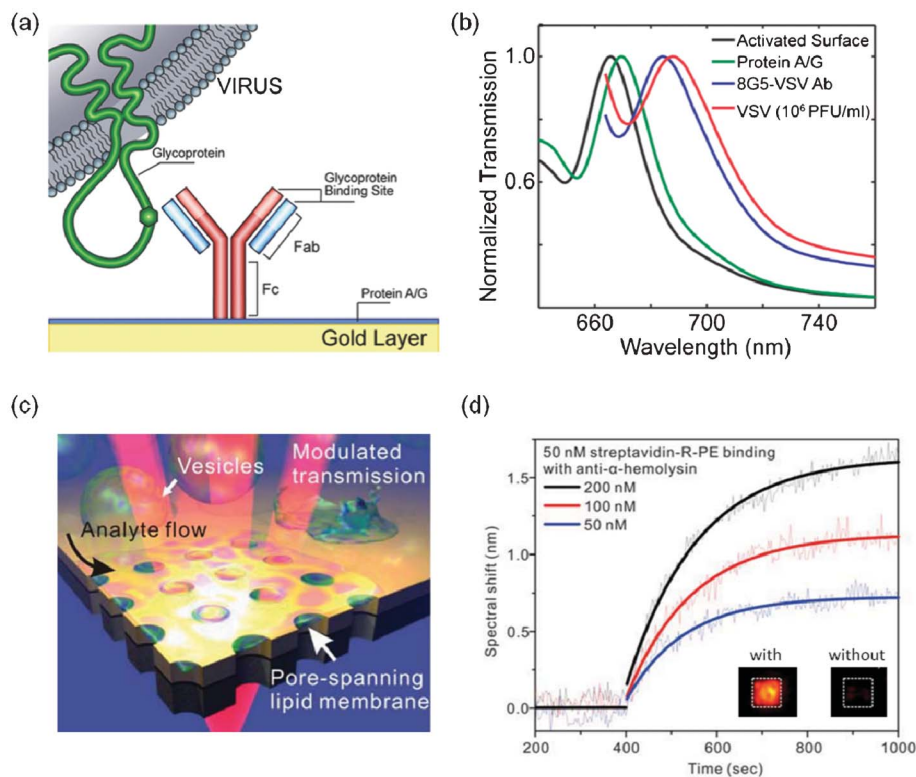 (a)
VIRUS
Glycoprotein
Glycoprotein
Binding Site
Fab
Fc
Protein A/G
Gold Layer
(b)
Normalized Transmission
1.0
0.6
Activated Surface
Protein A/G
8G5-VSV Ab
VSV (10⁶ PFU/ml)
660
700
740
Wavelength (nm)
(c)
Vesicles
Modulated
transmission
Analyte flow
Pore-spanning
lipid membrane
(d)
Spectral shift (nm)
1.5
1.0
0.5
0.0
50 nM streptavidin-R-PE binding
with anti-α-hemolysin
200 nM
100 nM
50 nM
with
without
200
400
600
800
1000
Time (sec)